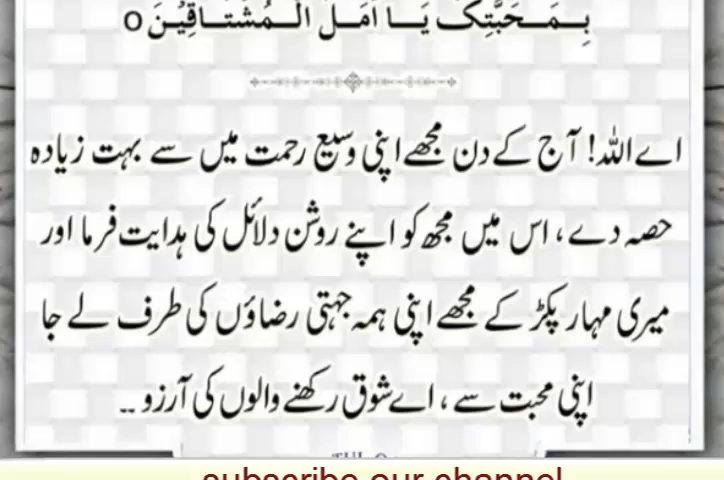 بِمَحَبَّتِكَ يَا أَمَلَ الْمُشْتَاقِيْنَ o
اے اللہ! آج کے دن مجھے اپنی وسیع رحمت میں سے بہت زیادہ
حصہ دے، اس میں مجھ کو اپنے روشن دلائل کی ہدایت فرما اور
میری مہار پکڑ کے مجھے اپنی ہمہ جہتی رضاؤں کی طرف لے جا
اپنی محبت سے، اے شوق رکھنے والوں کی آرزو ..
subscribe our channel